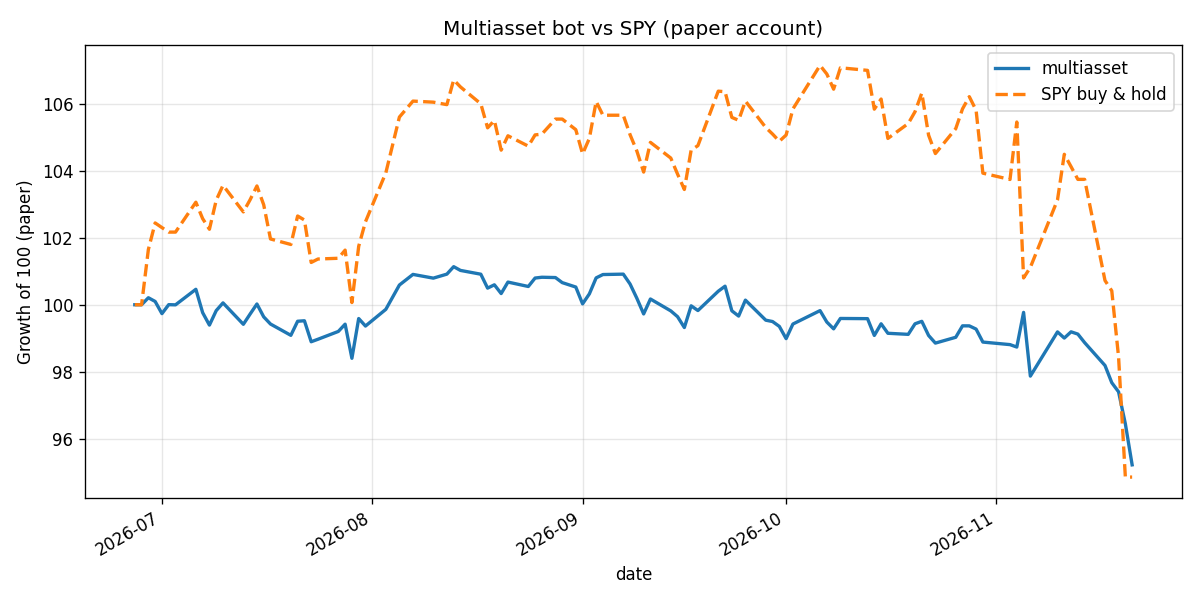 Multiasset bot vs SPY (paper account)
multiasset
SPY buy & hold
Growth of 100 (paper)
106
104
102
100
98
96
2026-07
2026-08
2026-09
2026-10
2026-11
date